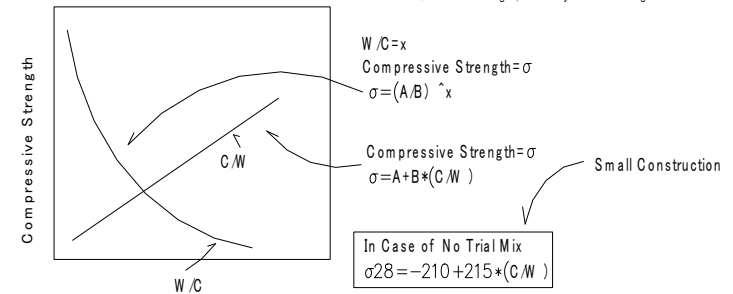 Compressive Strength
W/C=x
Compressive Strength=σ
σ=(A/B) ^x
C/W
Compressive Strength=σ
σ=A+B*(C/W )
Small Construction
In Case of No Trial Mix
σ28=-210+215*(C/W )
W/C